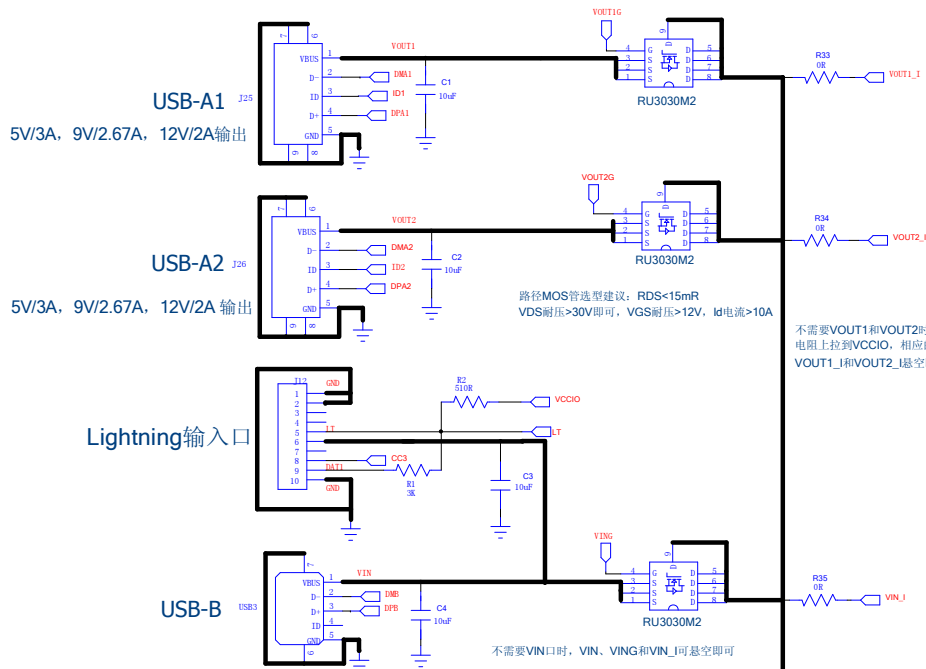 VOUT1G
7 6
9
VOUT1
VBUS 1
D- 2 DMA1
ID 3 ID1
D+ 4 DPA1
GND 5
9 8
USB-A1 J25
5V/3A，9V/2.67A，12V/2A输出
C1
10uF
4 G D 5
3 S D 6
2 S D 7
1 S D 8
D
RU3030M2
R33
0R
VOUT1_I
VOUT2G
7 6
9
VOUT2
VBUS 1
D- 2 DMA2
ID 3 ID2
D+ 4 DPA2
GND 5
9 8
USB-A2 J26
5V/3A，9V/2.67A，12V/2A 输出
C2
10uF
4 G D 5
3 S D 6
2 S D 7
1 S D 8
D
RU3030M2
R34
0R
VOUT2_I
路径MOS管选型建议：RDS<15mR
VDS耐压>30V即可，VGS耐压>12V，Id电流>10A
不需要VOUT1和VOUT2时
电阻上拉到VCCIO，相应
VOUT1_I和VOUT2_I悬空
Lightning输入口
J12
1 GND
2
3
4
5 LT
6
7
8 CC3
9 DAT1
10 GND
R2
510R
VCCIO
LT
R1
3K
C3
10uF
VING
9
USB-B USB3
7
VIN
VBUS 1
D- 2 DMB
D+ 3 DPB
ID 4
GND 5
6
C4
10uF
4 G D 5
3 S D 6
2 S D 7
1 S D 8
D
RU3030M2
R35
0R
VIN_I
不需要VIN口时，VIN、VING和VIN_I可悬空即可